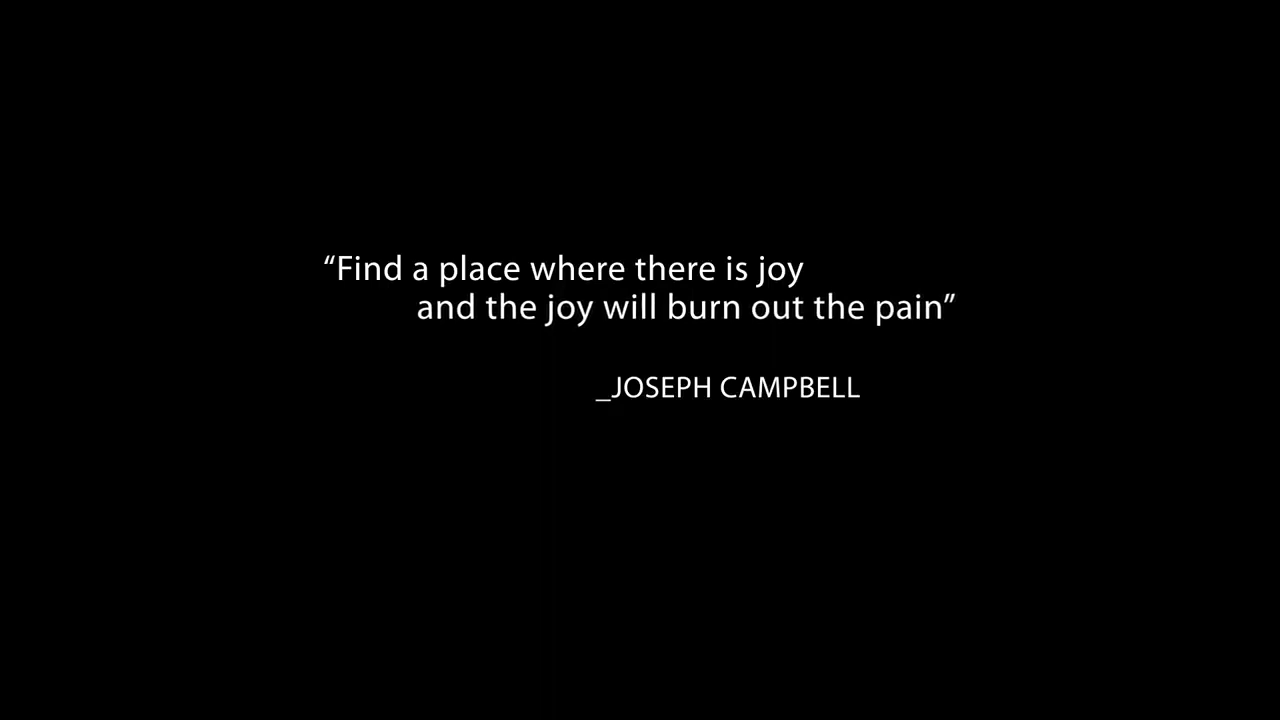 “Find a place where there is joy
and the joy will burn out the pain”
_JOSEPH CAMPBELL